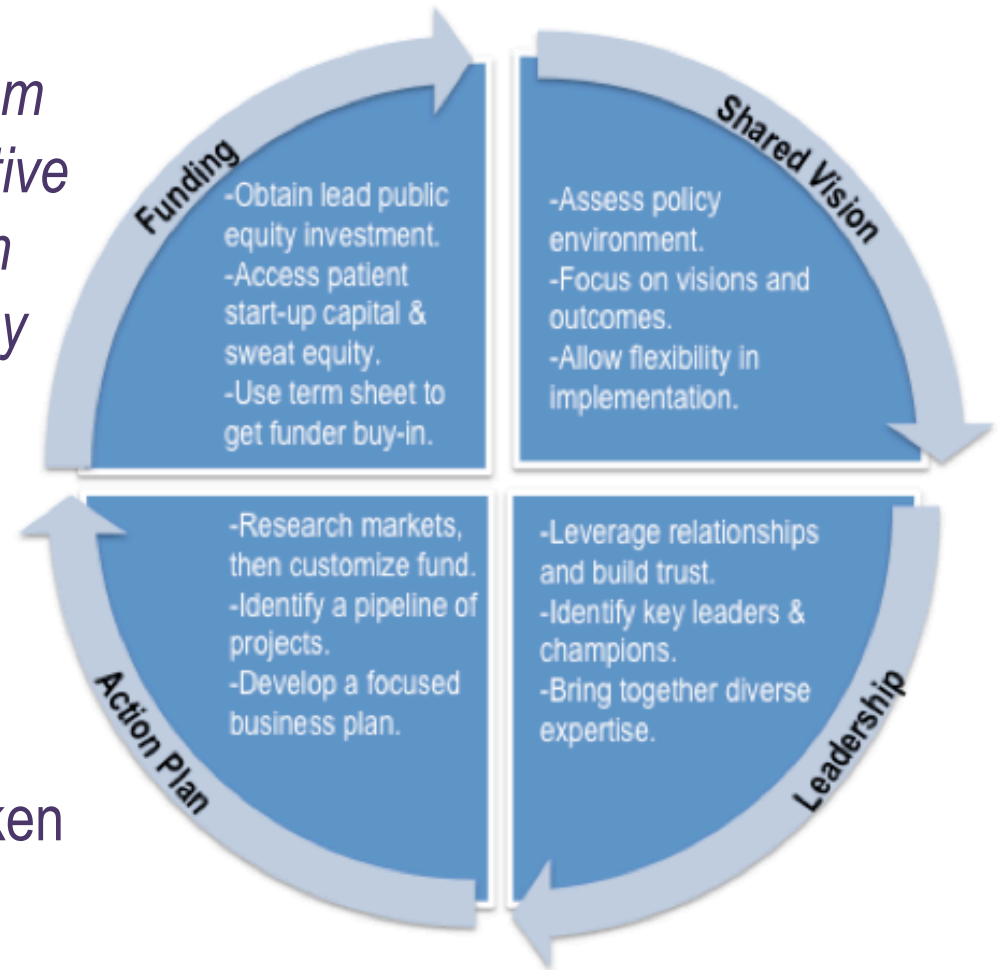 m
tive
n
y
ken
Funding
-Obtain lead public
equity investment.
-Access patient
start-up capital &
sweat equity.
-Use term sheet to
get funder buy-in.
Shared Vision
-Assess policy
environment.
-Focus on visions and
outcomes.
-Allow flexibility in
implementation.
Action Plan
-Research markets,
then customize fund.
-Identify a pipeline of
projects.
-Develop a focused
business plan.
Leadership
-Leverage relationships
and build trust.
-Identify key leaders &
champions.
-Bring together diverse
expertise.